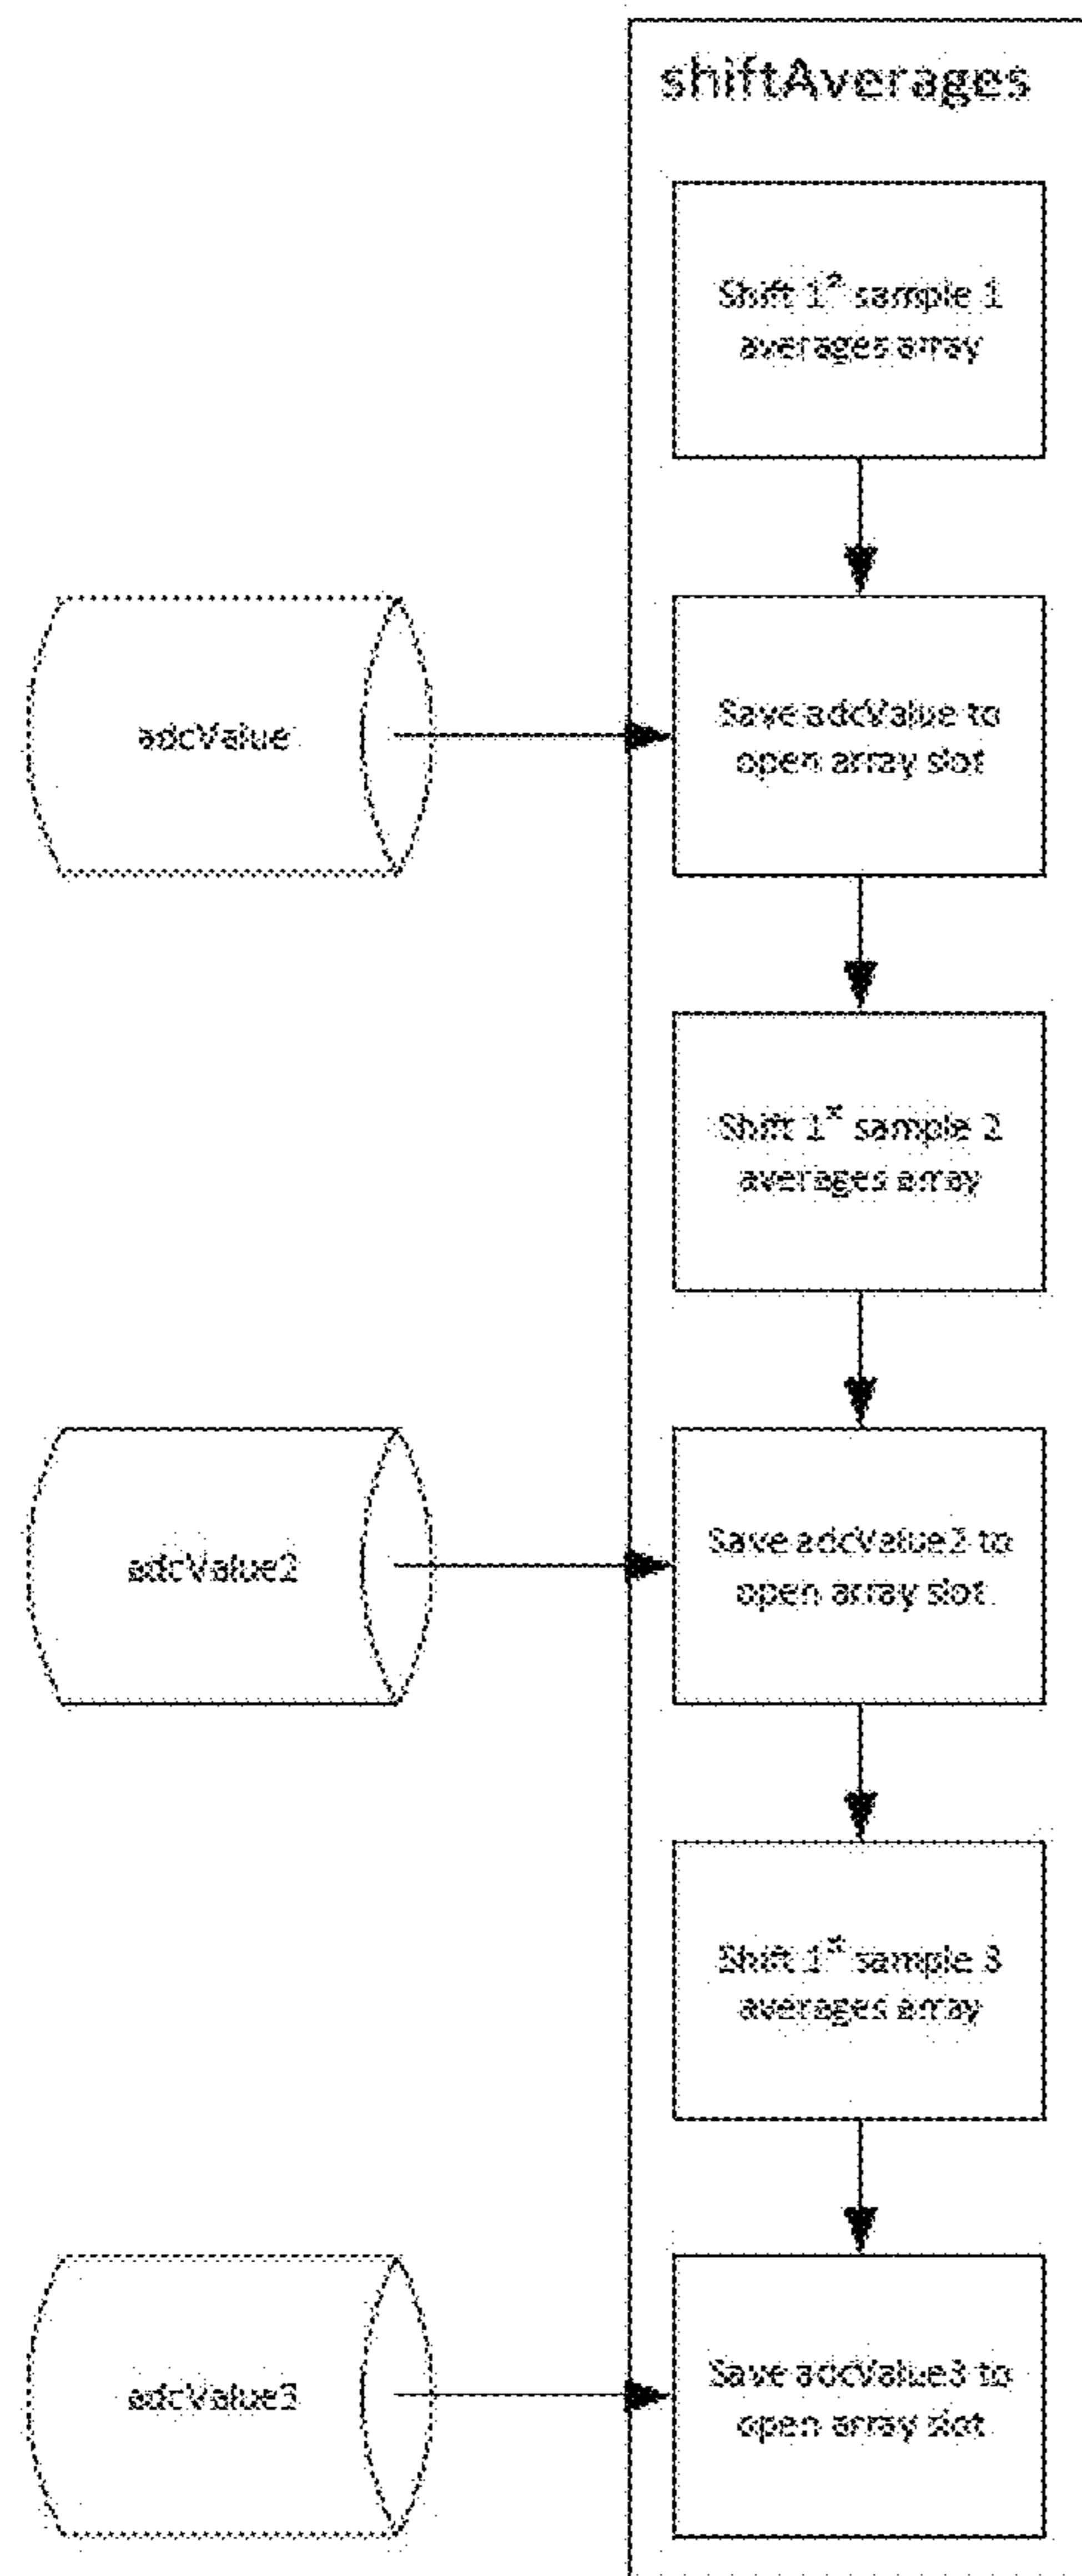 shiftAverages
Shift 1st sample 1
averages array
adcValue
Save adcValue to
open array slot
Shift 1st sample 2
averages array
adcValue2
Save adcValue2 to
open array slot
Shift 1st sample 3
averages array
adcValue3
Save adcValue3 to
open array slot